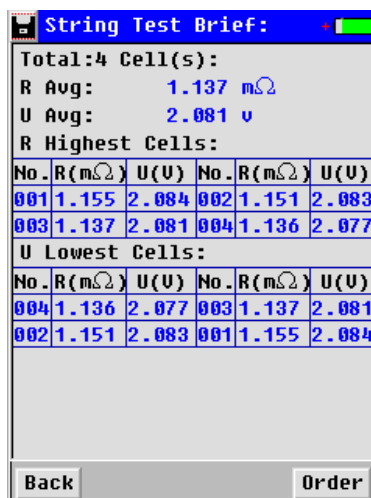 String Test Brief:
Total:4 Cell(s):
R Avg: 1.137 mΩ
U Avg: 2.081 v
R Highest Cells:
No. R(mΩ) U(V) No. R(mΩ) U(V)
001 1.155 2.084 002 1.151 2.083
003 1.137 2.081 004 1.136 2.077
U Lowest Cells:
No. R(mΩ) U(V) No. R(mΩ) U(V)
004 1.136 2.077 003 1.137 2.081
002 1.151 2.083 001 1.155 2.084
Back Order